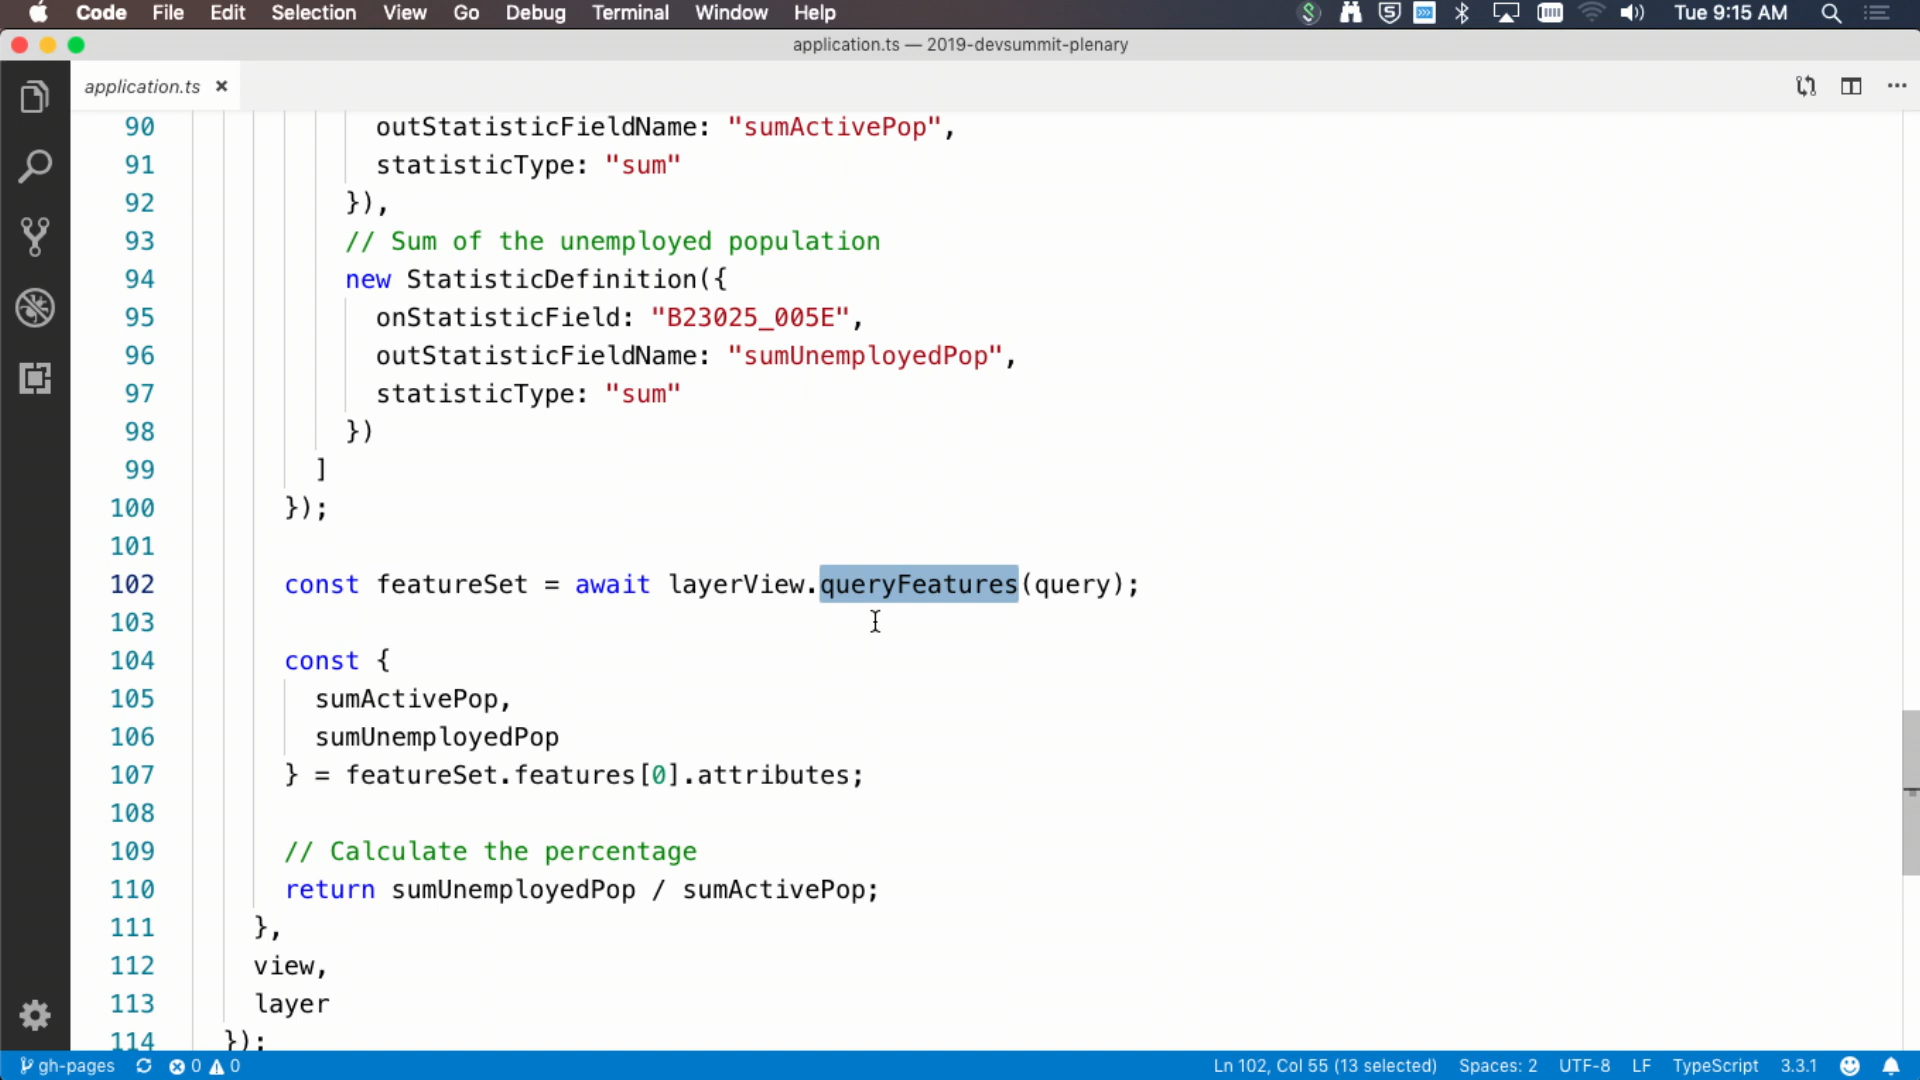 Code File Edit Selection View Go Debug Terminal Window Help Tue 9:15 AM
application.ts — 2019-devsummit-plenary
application.ts ×
90 outStatisticFieldName: "sumActivePop",
91 statisticType: "sum"
92 }),
93 // Sum of the unemployed population
94 new StatisticDefinition({
95 onStatisticField: "B23025_005E",
96 outStatisticFieldName: "sumUnemployedPop",
97 statisticType: "sum"
98 })
99 ]
100 });
101
102 const featureSet = await layerView.queryFeatures(query);
103
104 const {
105 sumActivePop,
106 sumUnemployedPop
107 } = featureSet.features[0].attributes;
108
109 // Calculate the percentage
110 return sumUnemployedPop / sumActivePop;
111 },
112 view,
113 layer
114 });
gh-pages 0 0 Ln 102, Col 55 (13 selected) Spaces: 2 UTF-8 LF TypeScript 3.3.1